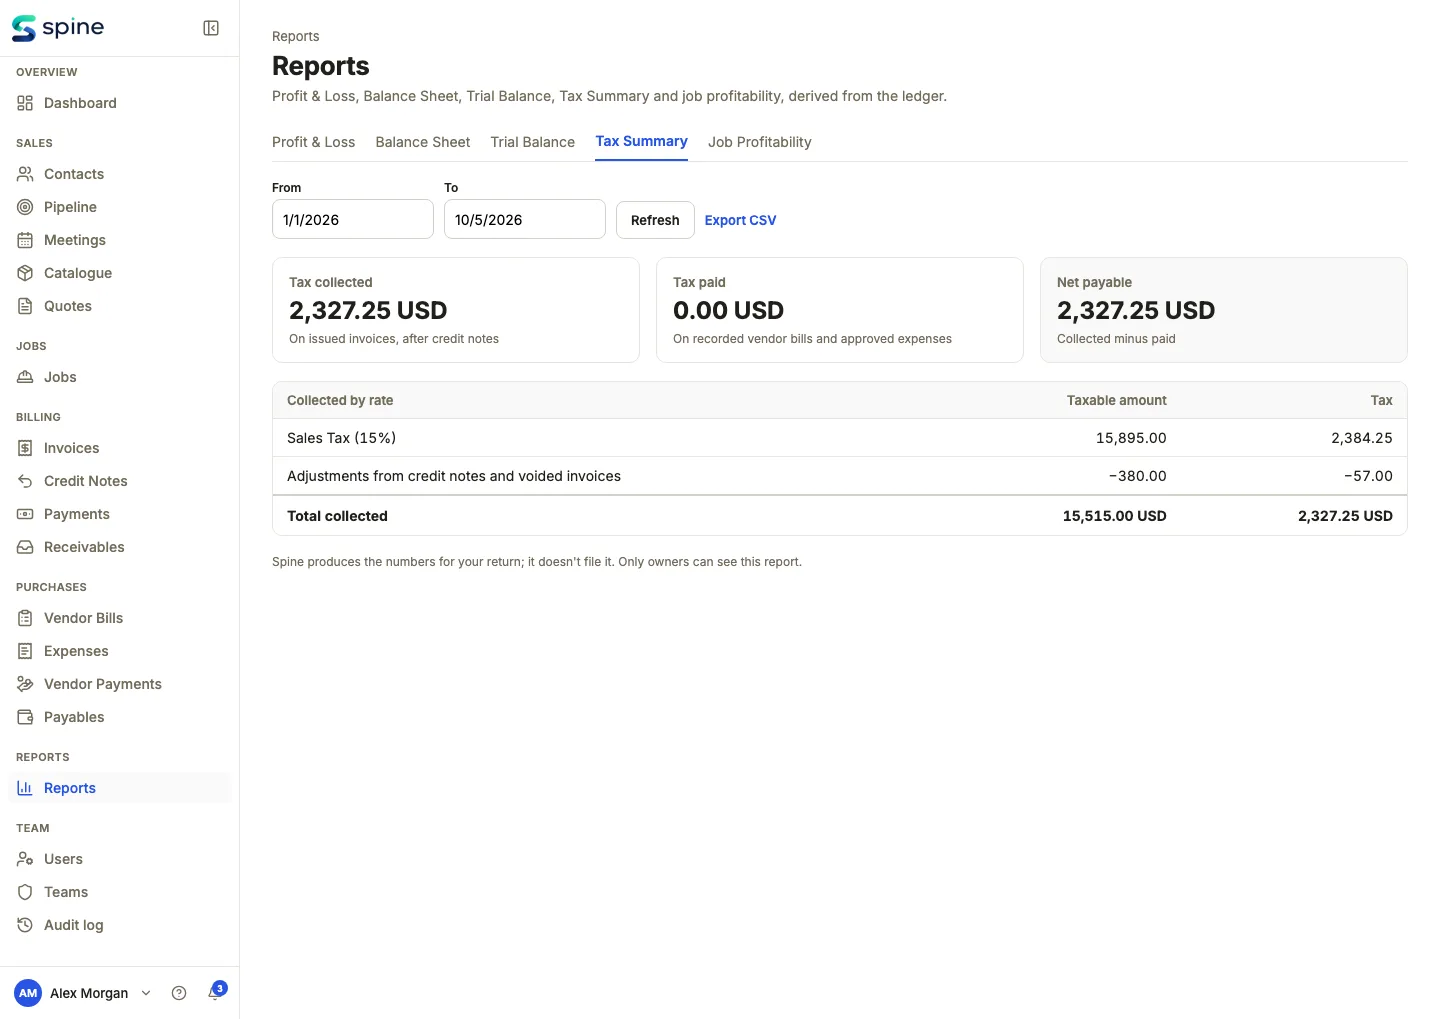 spine
OVERVIEW
Dashboard
SALES
Contacts
Pipeline
Meetings
Catalogue
Quotes
JOBS
Jobs
BILLING
Invoices
Credit Notes
Payments
Receivables
PURCHASES
Vendor Bills
Expenses
Vendor Payments
Payables
REPORTS
Reports
TEAM
Users
Teams
Audit log
AM Alex Morgan 3
Reports
Reports
Profit & Loss, Balance Sheet, Trial Balance, Tax Summary and job profitability, derived from the ledger.
Profit & Loss Balance Sheet Trial Balance Tax Summary Job Profitability
From To
1/1/2026 10/5/2026 Refresh Export CSV
Tax collected
2,327.25 USD
On issued invoices, after credit notes
Tax paid
0.00 USD
On recorded vendor bills and approved expenses
Net payable
2,327.25 USD
Collected minus paid
Collected by rate Taxable amount Tax
Sales Tax (15%) 15,895.00 2,384.25
Adjustments from credit notes and voided invoices −380.00 −57.00
Total collected 15,515.00 USD 2,327.25 USD
Spine produces the numbers for your return; it doesn't file it. Only owners can see this report.